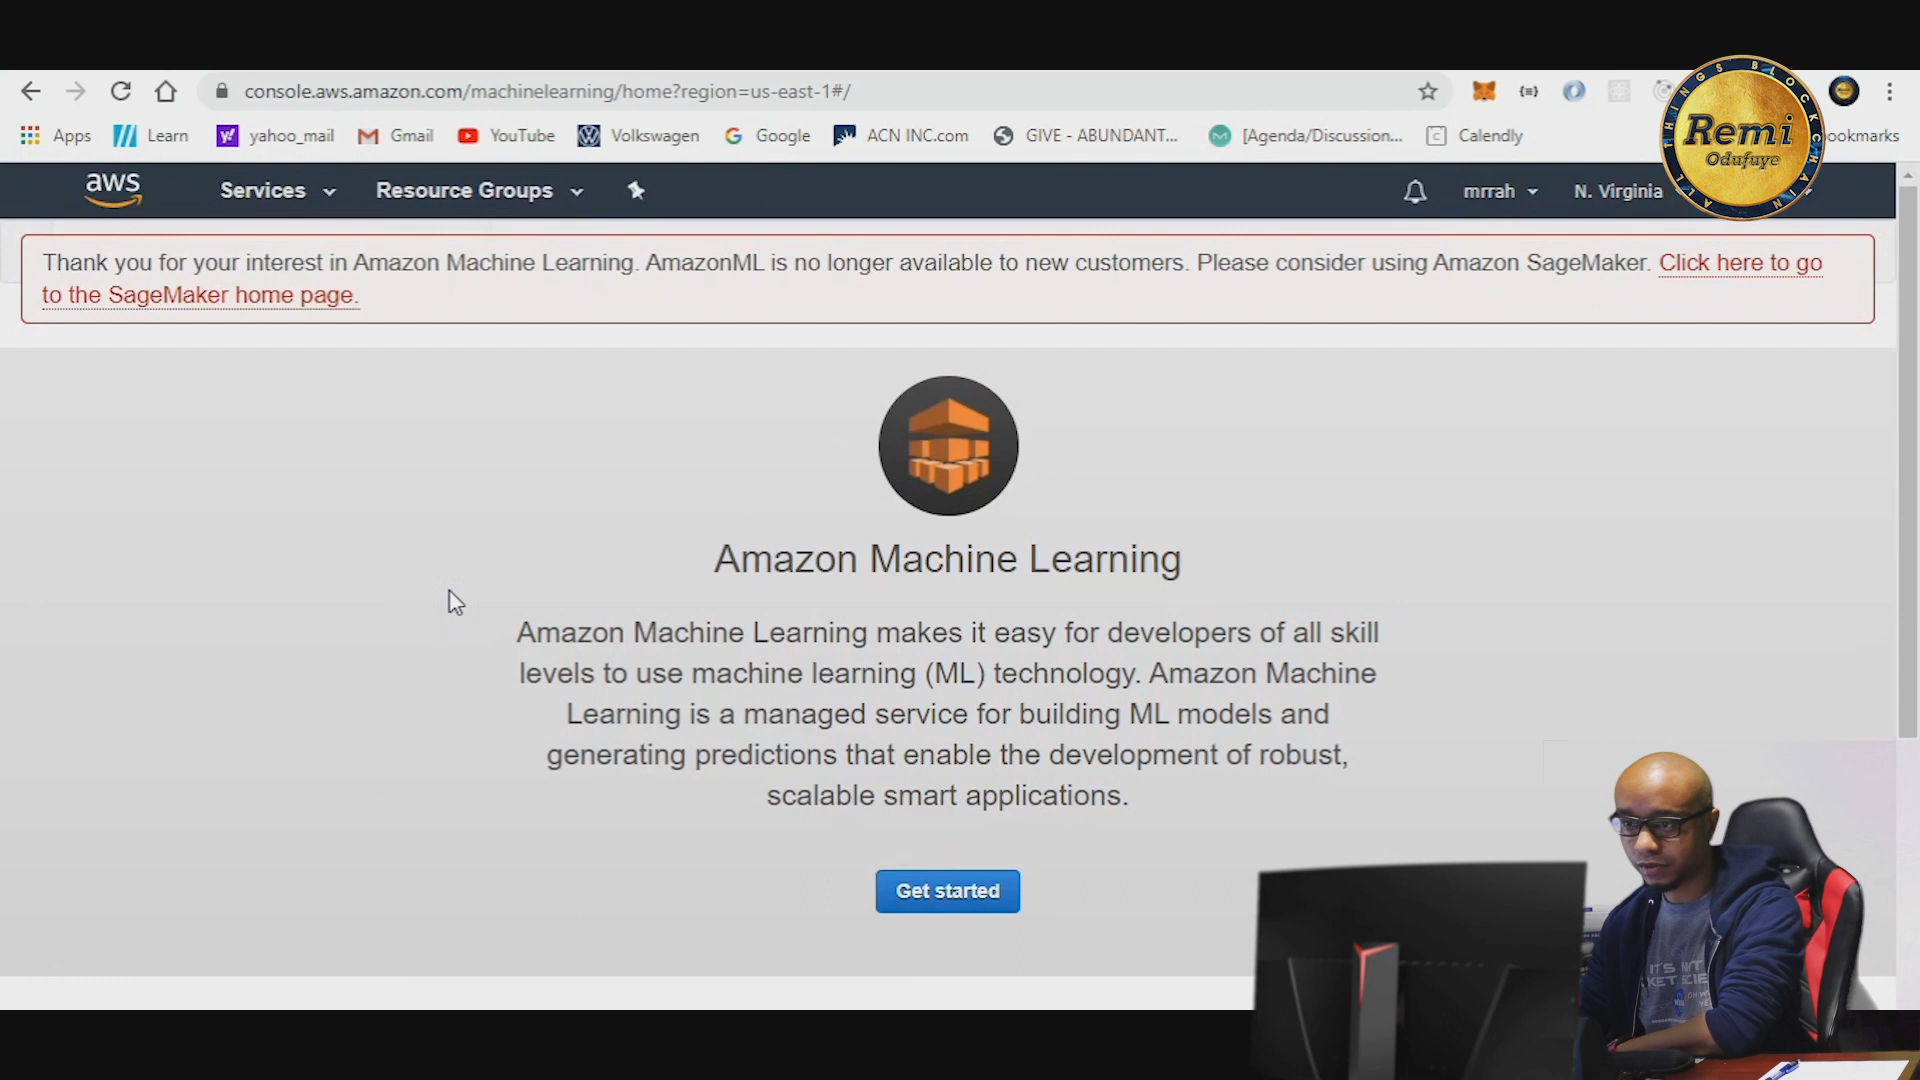 console.aws.amazon.com/machinelearning/home?region=us-east-1#/
Apps Learn yahoo_mail Gmail YouTube Volkswagen Google ACN INC.com GIVE - ABUNDANT... [Agenda/Discussion... Calendly ookmarks
ALL THINGS BLOCKCHAIN
Remi
Odufuye
aws Services Resource Groups mrrah N. Virginia
Thank you for your interest in Amazon Machine Learning. AmazonML is no longer available to new customers. Please consider using Amazon SageMaker. Click here to go
to the SageMaker home page.
Amazon Machine Learning
Amazon Machine Learning makes it easy for developers of all skill
levels to use machine learning (ML) technology. Amazon Machine
Learning is a managed service for building ML models and
generating predictions that enable the development of robust,
scalable smart applications.
Get started
IT'S NOT